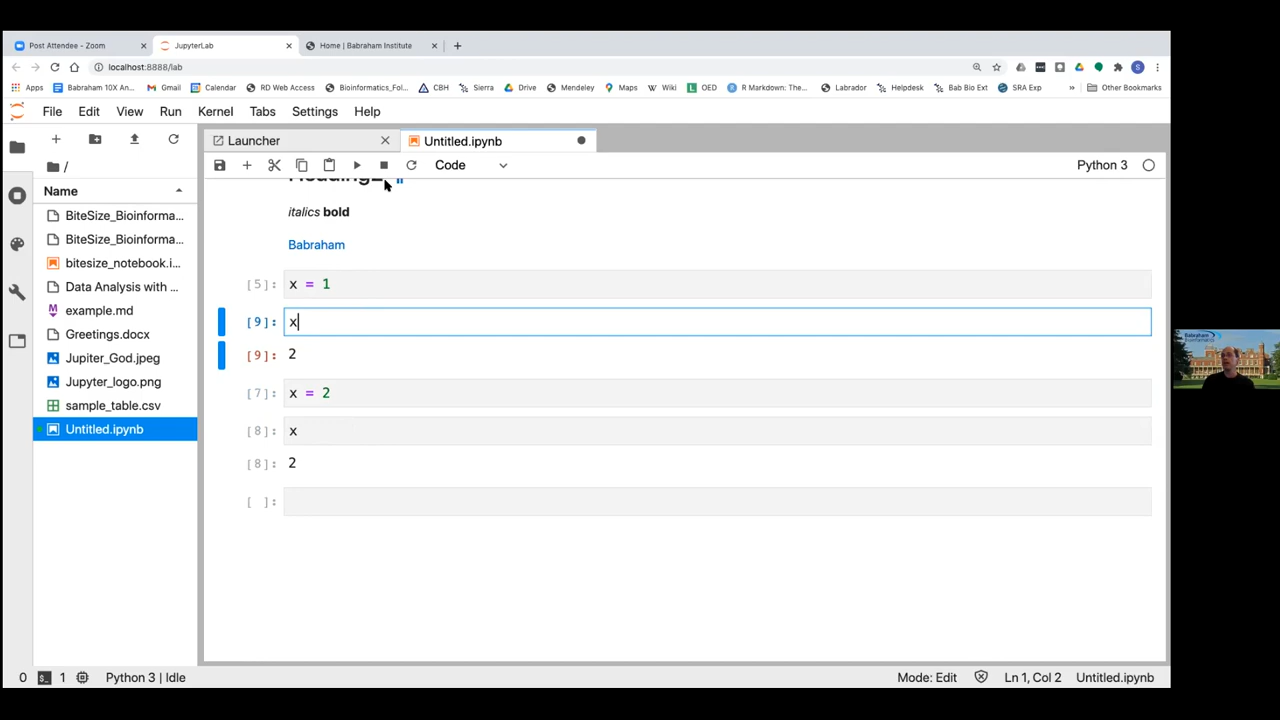 Post Attendee - Zoom
JupyterLab
Home | Babraham Institute
localhost:8888/lab
Apps Babraham 10X An... Gmail Calendar RD Web Access Bioinformatics_Fol... CBH Sierra Drive Mendeley Maps Wiki OED R Markdown: The... Labrador Helpdesk Bab Bio Ext SRA Exp » Other Bookmarks
File Edit View Run Kernel Tabs Settings Help
Launcher
Untitled.ipynb
/
Code
Python 3
Name
BiteSize_Bioinforma...
BiteSize_Bioinforma...
bitesize_notebook.i...
Data Analysis with ...
example.md
Greetings.docx
Jupiter_God.jpeg
Jupyter_logo.png
sample_table.csv
Untitled.ipynb
italics bold
Babraham
[5]: x = 1
[9]: x
[9]: 2
[7]: x = 2
[8]: x
[8]: 2
[ ]:
0 1 Python 3 | Idle
Mode: Edit Ln 1, Col 2 Untitled.ipynb